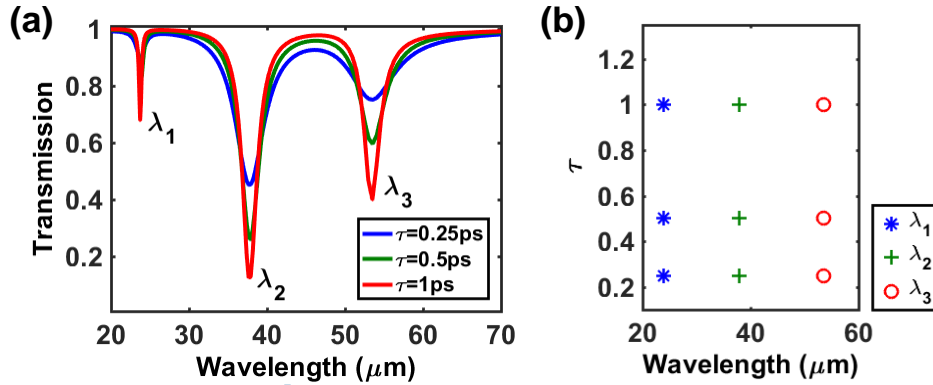 (a)
Transmission
1
0.8
0.6
0.4
0.2
λ1
λ2
λ3
τ=0.25ps
τ=0.5ps
τ=1ps
20 30 40 50 60 70
Wavelength (μm)
(b)
τ
1.2
1
0.8
0.6
0.4
0.2
20 40 60
Wavelength (μm)
λ1
λ2
λ3